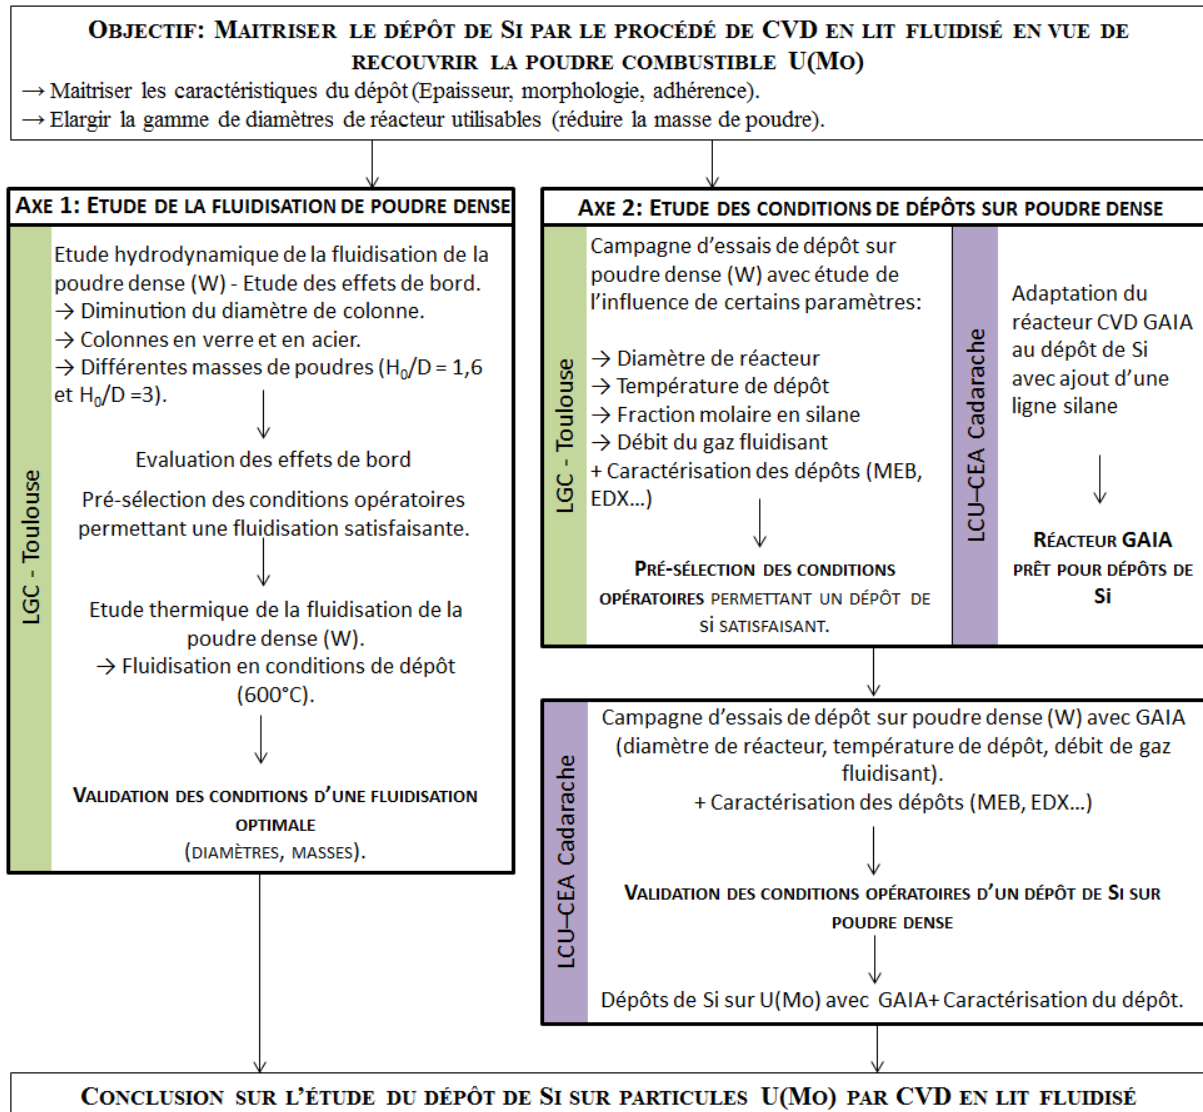 OBJECTIF: MAITRISER LE DÉPÔT DE SI PAR LE PROCÉDÉ DE CVD EN LIT FLUIDISÉ EN VUE DE
RECOUVRIR LA POUDRE COMBUSTIBLE U(MO)
→ Maitriser les caractéristiques du dépôt (Epaisseur, morphologie, adhérence).
→ Elargir la gamme de diamètres de réacteur utilisables (réduire la masse de poudre).
AXE 1: ETUDE DE LA FLUIDISATION DE POUDRE DENSE
LGC - Toulouse
Etude hydrodynamique de la fluidisation de la
poudre dense (W) - Etude des effets de bord.
→ Diminution du diamètre de colonne.
→ Colonnes en verre et en acier.
→ Différentes masses de poudres (H₀/D = 1,6
et H₀/D =3).
Evaluation des effets de bord
Pré-sélection des conditions opératoires
permettant une fluidisation satisfaisante.
Etude thermique de la fluidisation de la
poudre dense (W).
→ Fluidisation en conditions de dépôt
(600°C).
VALIDATION DES CONDITIONS D'UNE FLUIDISATION
OPTIMALE
(DIAMÈTRES, MASSES).
AXE 2: ETUDE DES CONDITIONS DE DÉPÔTS SUR POUDRE DENSE
LGC - Toulouse
Campagne d'essais de dépôt sur
poudre dense (W) avec étude de
l'influence de certains paramètres:
→ Diamètre de réacteur
→ Température de dépôt
→ Fraction molaire en silane
→ Débit du gaz fluidisant
+ Caractérisation des dépôts (MEB,
EDX...)
PRÉ-SÉLECTION DES CONDITIONS
OPÉRATOIRES PERMETTANT UN DÉPÔT DE
SI SATISFAISANT.
LCU–CEA Cadarache
Adaptation du
réacteur CVD GAIA
au dépôt de Si
avec ajout d'une
ligne silane
RÉACTEUR GAIA
PRÊT POUR DÉPÔTS DE
SI
LCU–CEA Cadarache
Campagne d'essais de dépôt sur poudre dense (W) avec GAIA
(diamètre de réacteur, température de dépôt, débit de gaz
fluidisant).
+ Caractérisation des dépôts (MEB, EDX...)
VALIDATION DES CONDITIONS OPÉRATOIRES D'UN DÉPÔT DE SI SUR
POUDRE DENSE
Dépôts de Si sur U(Mo) avec GAIA+ Caractérisation du dépôt.
CONCLUSION SUR L'ÉTUDE DU DÉPÔT DE SI SUR PARTICULES U(MO) PAR CVD EN LIT FLUIDISÉ